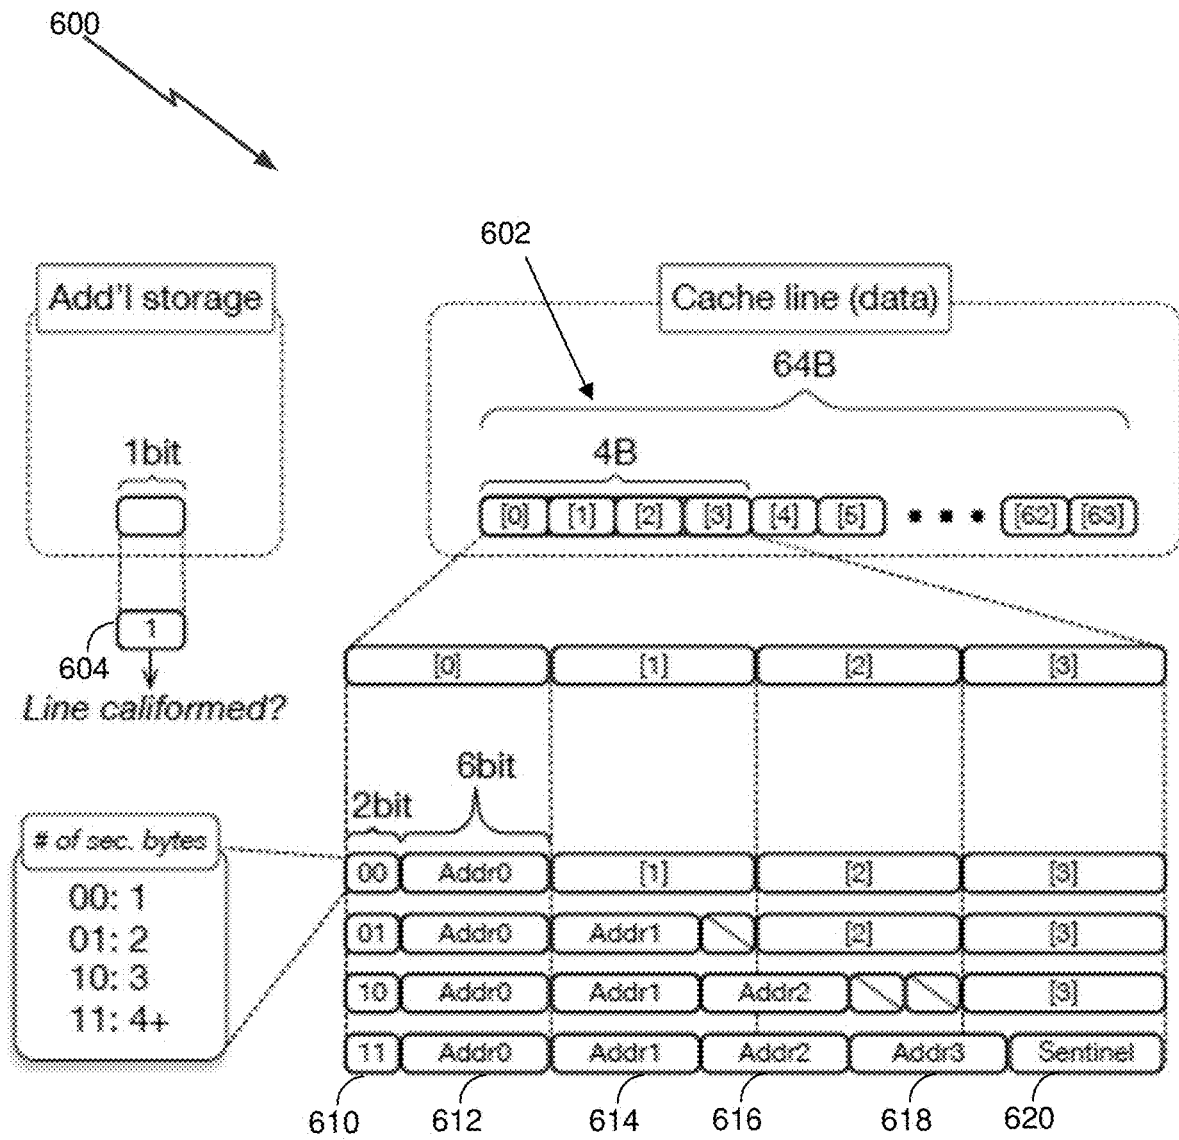 600
602
Add'l storage
Cache line (data)
64B
1bit
4B
[0] [1] [2] [3] [4] [5] • • • [62] [63]
1
604
Line califormed?
[0] [1] [2] [3]
6bit
2bit
# of sec. bytes
00: 1
01: 2
10: 3
11: 4+
00 Addr0 [1] [2] [3]
01 Addr0 Addr1 [2] [3]
10 Addr0 Addr1 Addr2 [3]
11 Addr0 Addr1 Addr2 Addr3 Sentinel
610 612 614 616 618 620